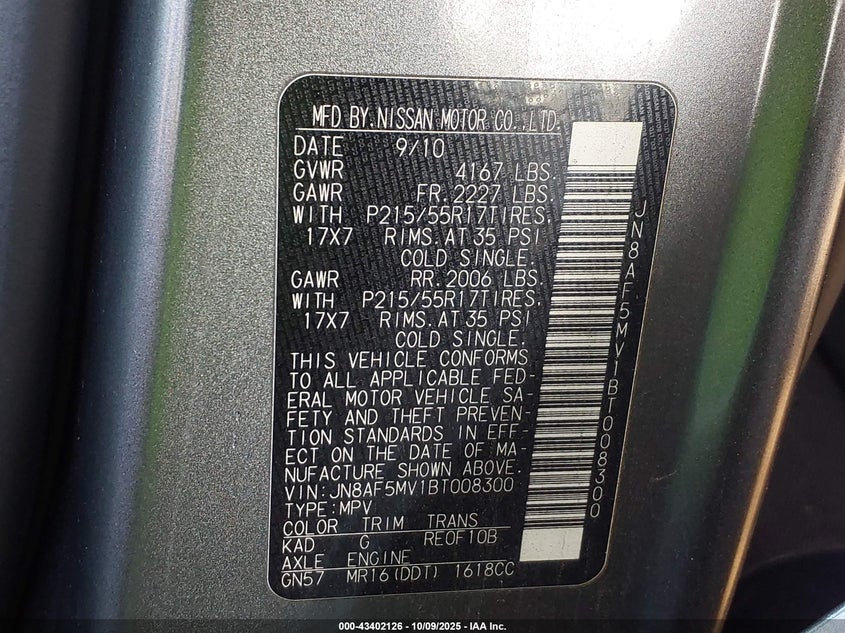 MFD BY.NISSAN MOTOR CO.,LTD.
DATE 9/10
GVWR 4167 LBS.
GAWR FR.2227 LBS.
WITH P215/55R17TIRES.
17X7 RIMS.AT 35 PSI
COLD SINGLE.
GAWR RR.2006 LBS.
WITH P215/55R17TIRES.
17X7 RIMS.AT 35 PSI
COLD SINGLE.
THIS VEHICLE CONFORMS
TO ALL APPLICABLE FED-
ERAL MOTOR VEHICLE SA-
FETY AND THEFT PREVEN-
TION STANDARDS IN EFF-
ECT ON THE DATE OF MA-
NUFACTURE SHOWN ABOVE.
VIN:JN8AF5MV1BT008300
TYPE:MPV
COLOR TRIM TRANS
KAD G RE0F10B
AXLE ENGINE
GN57 MR16(DDT) 1618CC
JN8AF5MV1BT008300
000-43402126 - 10/09/2025 - IAA Inc.